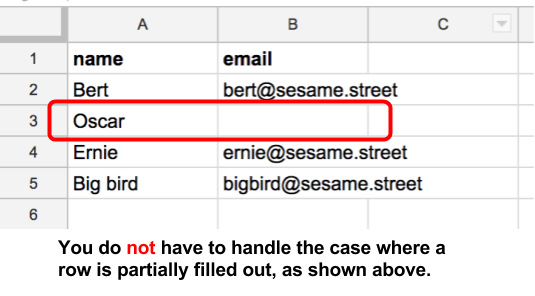 A B C
1 name email
2 Bert bert@sesame.street
3 Oscar
4 Ernie ernie@sesame.street
5 Big bird bigbird@sesame.street
6
You do not have to handle the case where a
row is partially filled out, as shown above.